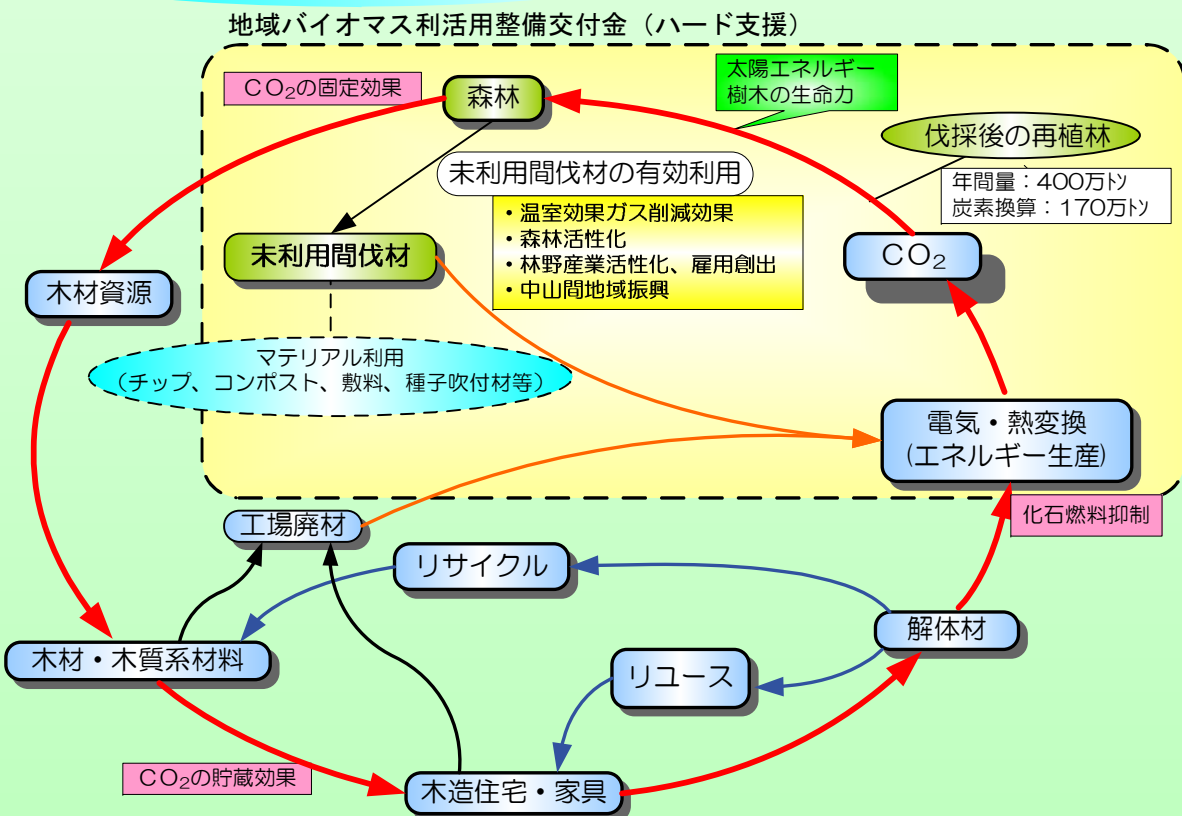 地域バイオマス利活用整備交付金（ハード支援）
CO₂の固定効果
森林
太陽エネルギー
樹木の生命力
伐採後の再植林
年間量：400万㌧
炭素換算：170万㌧
未利用間伐材の有効利用
・温室効果ガス削減効果
・森林活性化
・林野産業活性化、雇用創出
・中山間地域振興
未利用間伐材
CO₂
木材資源
マテリアル利用
（チップ、コンポスト、敷料、種子吹付材等）
電気・熱変換
(エネルギー生産)
化石燃料抑制
工場廃材
リサイクル
解体材
木材・木質系材料
リユース
CO₂の貯蔵効果
木造住宅・家具